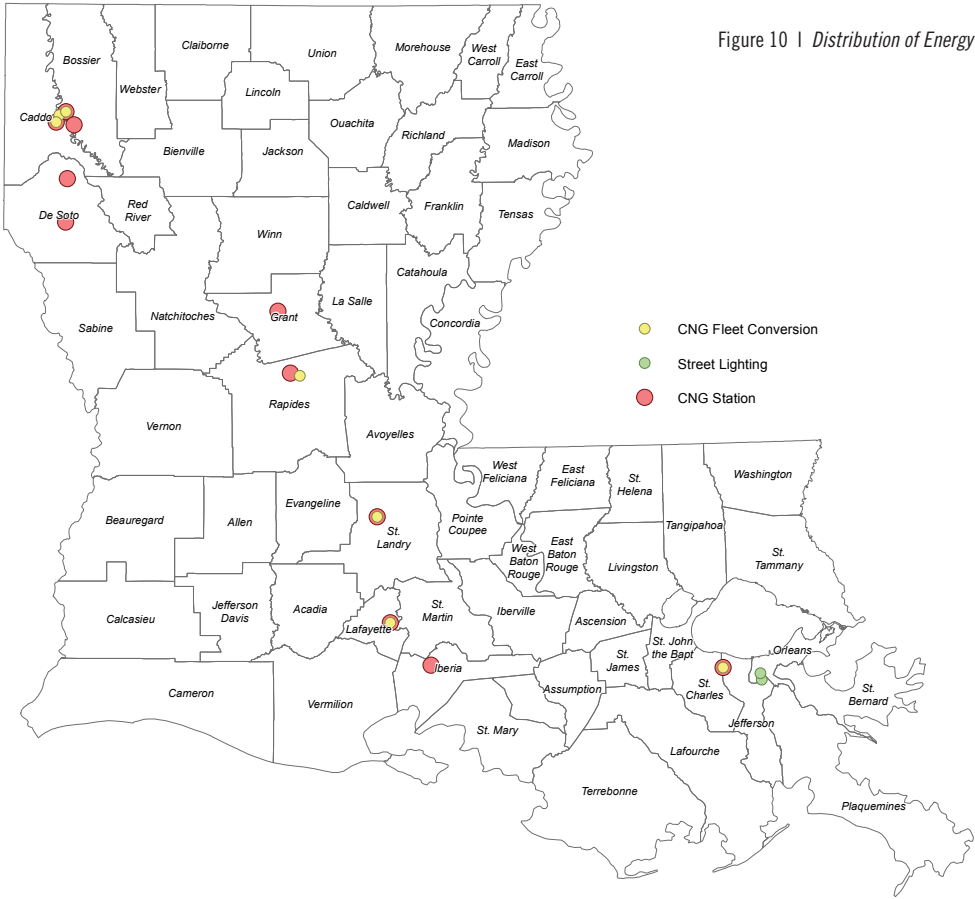 Figure 10 | Distribution of Energy
Claiborne
Union
Morehouse
West
Carroll
East
Carroll
Bossier
Webster
Lincoln
Caddo
Ouachita
Richland
Madison
Bienville
Jackson
De Soto
Red
River
Caldwell
Franklin
Tensas
Winn
Catahoula
La Salle
Natchitoches
Grant
Sabine
Concordia
CNG Fleet Conversion
Street Lighting
CNG Station
Rapides
Vernon
Avoyelles
West
Feliciana
East
Feliciana
St.
Helena
Washington
Evangeline
Beauregard
Allen
St.
Landry
Pointe
Coupee
Tangipahoa
West
Baton
Rouge
East
Baton
Rouge
Livingston
St.
Tammany
Calcasieu
Jefferson
Davis
Acadia
Lafayette
St.
Martin
Iberville
Ascension
St. John
the Bapt
Orleans
St.
James
Iberia
Cameron
Vermilion
Assumption
St.
Charles
St.
Bernard
St. Mary
Jefferson
Lafourche
Terrebonne
Plaquemines